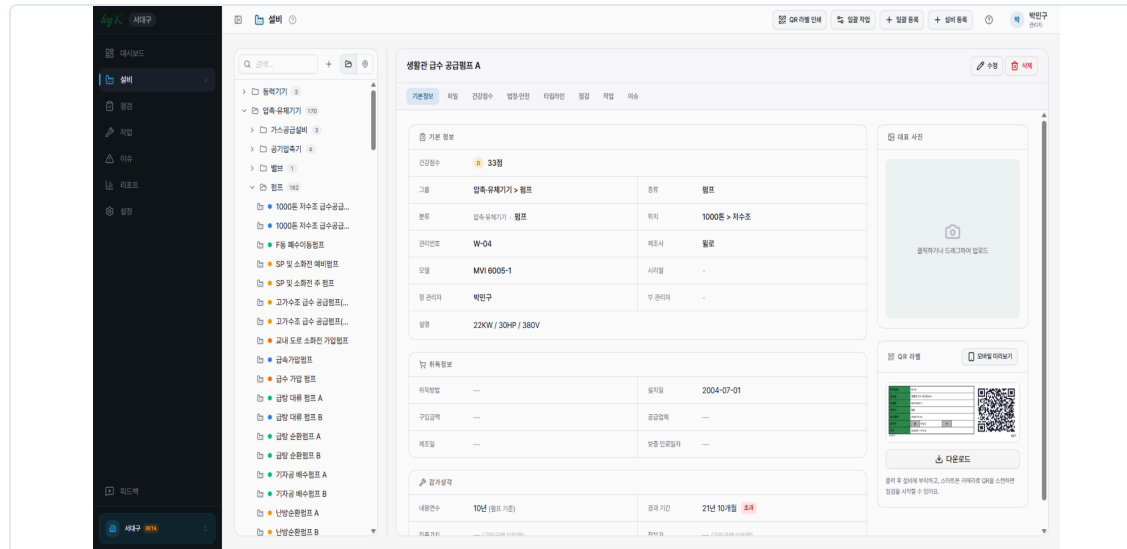 log K 서대구
설비
QR 라벨 인쇄
일괄 작업
일괄 등록
설비 등록
박
박민구
관리자
대시보드
설비
점검
작업
이슈
리포트
설정
피드백
서대구 BETA
검색...
동력기기 2
압축·유체기기 170
가스공급설비 3
공기압축기 4
밸브 1
펌프 162
1000톤 저수조 급수공급...
1000톤 저수조 급수공급...
F동 폐수이동펌프
SP 및 소화전 예비펌프
SP 및 소화전 주 펌프
고가수조 급수 공급펌프(...
고가수조 급수 공급펌프(...
교내 도로 소화전 가압펌프
급속가압펌프
급수 가압 펌프
급탕 대류 펌프 A
급탕 대류 펌프 B
급탕 순환펌프 A
급탕 순환펌프 B
기자공 배수펌프 A
기자공 배수펌프 B
난방순환펌프 A
난방순환펌프 B
생활관 급수 공급펌프 A
수정
삭제
기본정보 파일 건강점수 법정·안전 타임라인 점검 작업 이슈
기본 정보
건강점수 D 33점
그룹 압축·유체기기 > 펌프 종류 펌프
분류 압축·유체기기 › 펌프 위치 1000톤 > 저수조
관리번호 W-04 제조사 윌로
모델 MVI 6005-1 시리얼 -
정 관리자 박민구 부 관리자 -
설명 22KW / 30HP / 380V
취득정보
취득방법 — 설치일 2004-07-01
구입금액 — 공급업체 —
제조일 — 보증 만료일자 —
감가상각
내용연수 10년 (펌프 기준) 경과 기간 21년 10개월 초과
대표 사진
클릭하거나 드래그하여 업로드
QR 라벨
모바일 미리보기
다운로드
출력 후 설비에 부착하고, 스마트폰 카메라로 QR을 스캔하면
점검을 시작할 수 있어요.